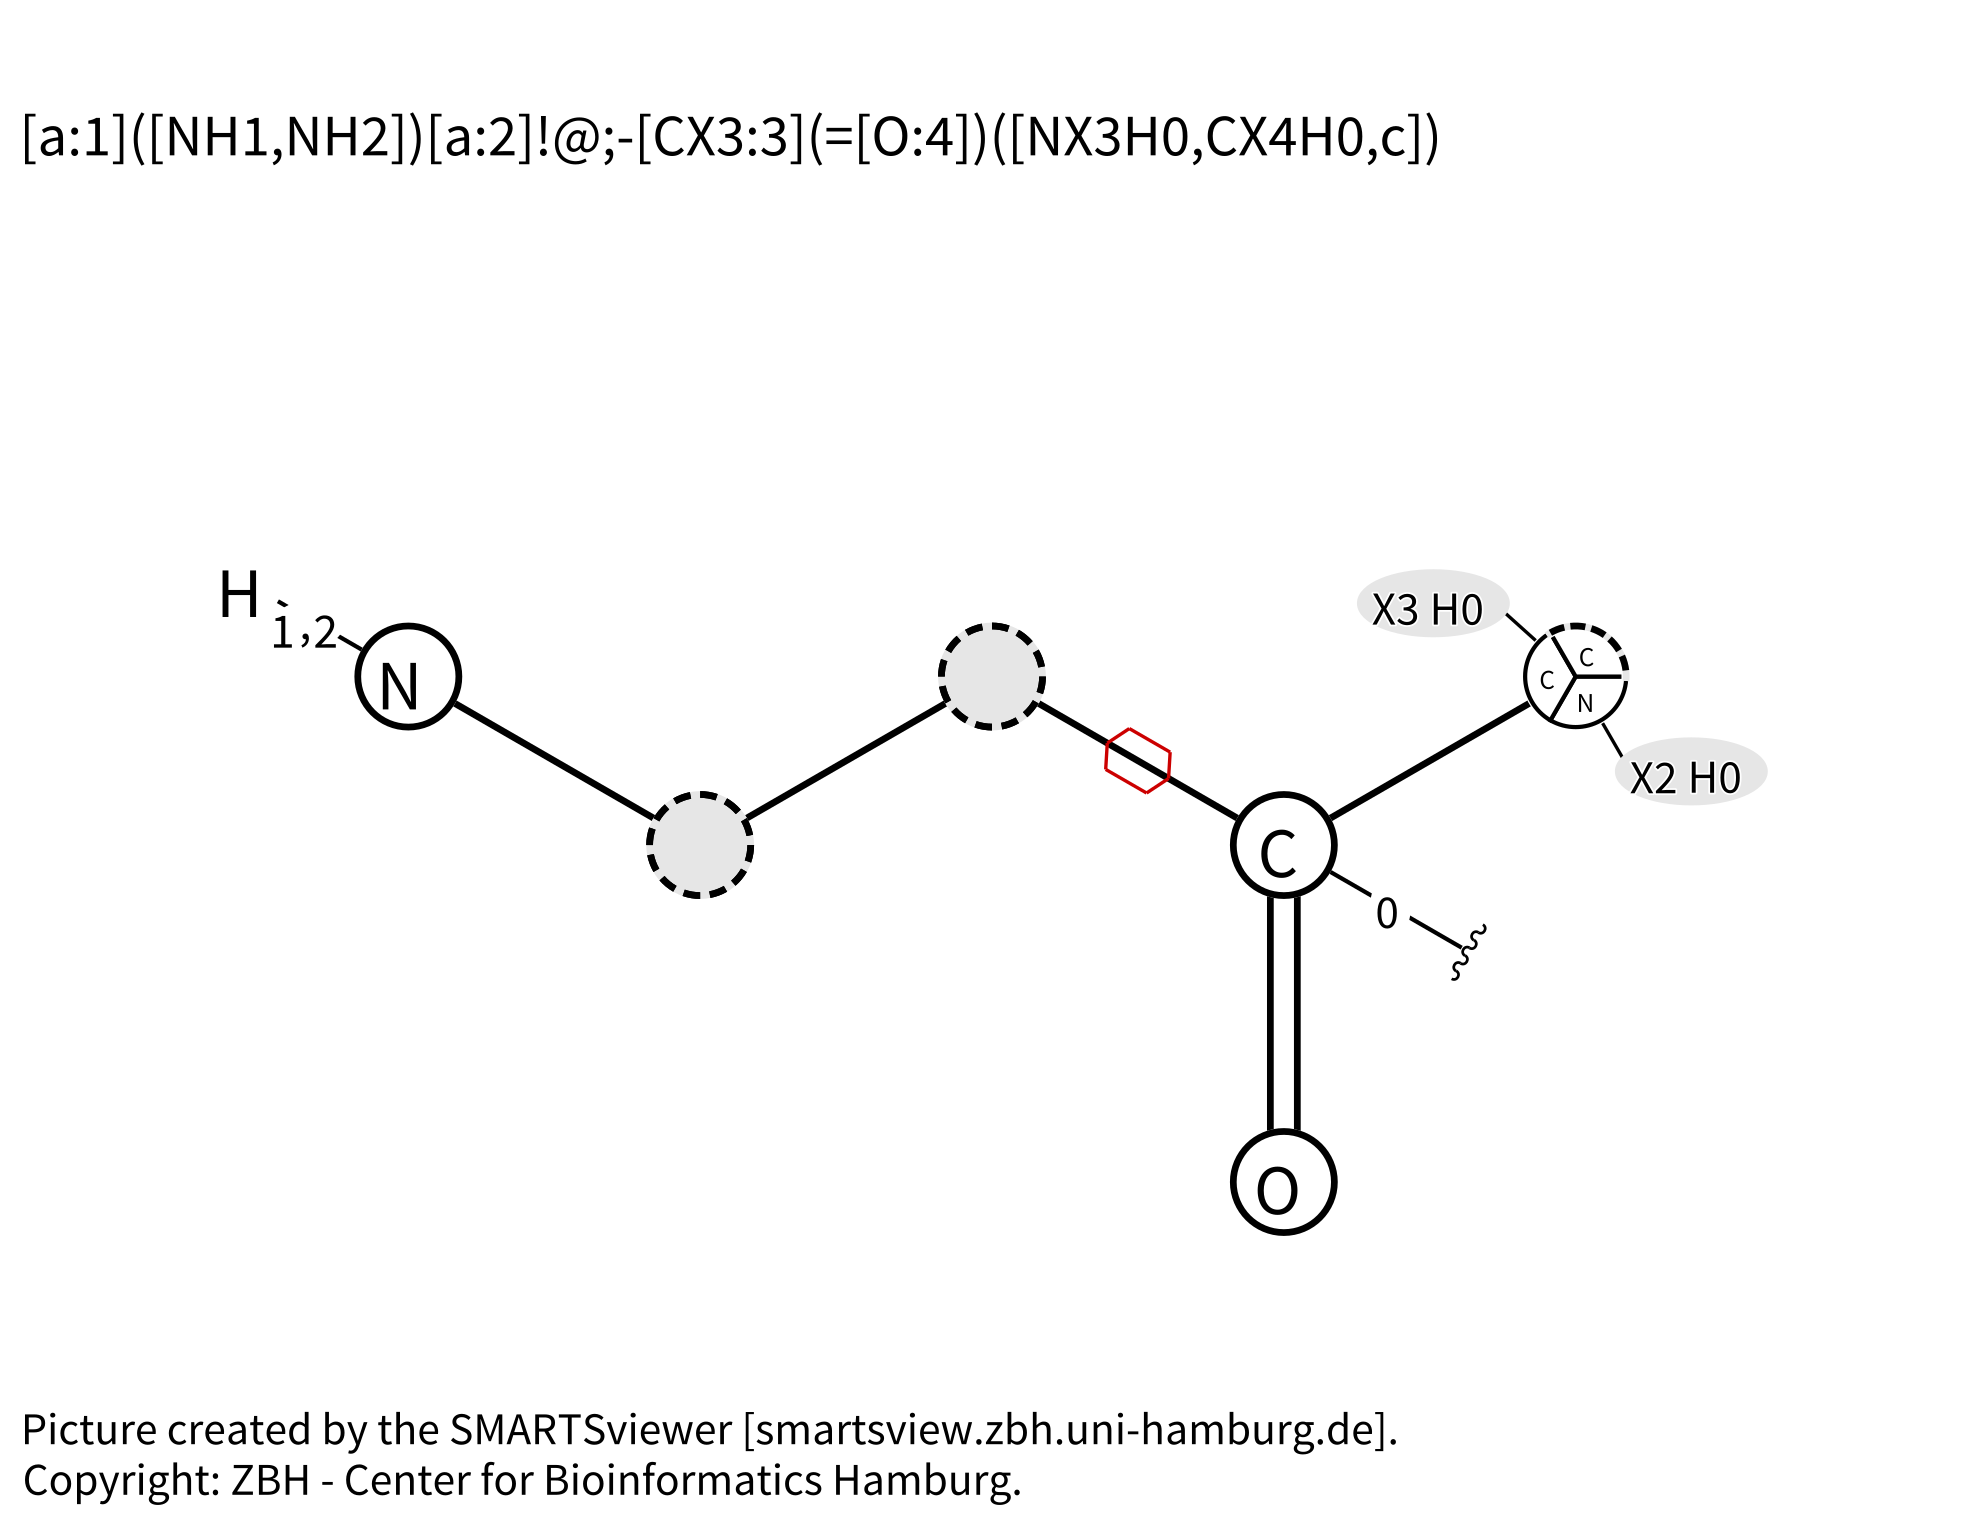 [a:1]([NH1,NH2])[a:2]!@;-[CX3:3](=[O:4])([NX3H0,CX4H0,c])
H
1,2
N
X3 H0
C
C
N
X2 H0
C
0
O
Picture created by the SMARTSviewer [smartsview.zbh.uni-hamburg.de].
Copyright: ZBH - Center for Bioinformatics Hamburg.